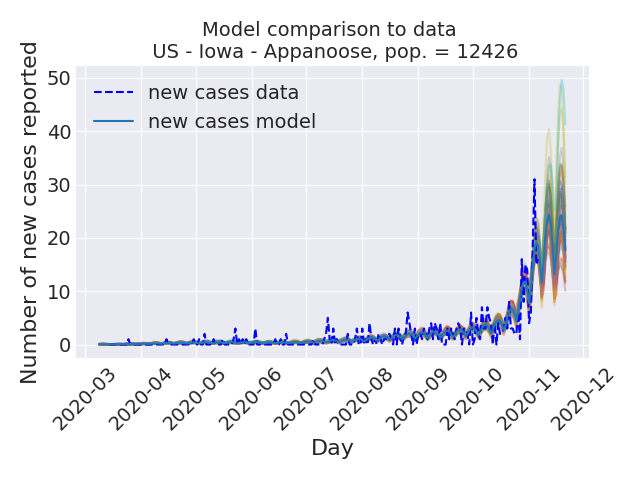 Model comparison to data
US - Iowa - Appanoose, pop. = 12426
Number of new cases reported
50
40
30
20
10
0
new cases data
new cases model
2020-03
2020-04
2020-05
2020-06
2020-07
2020-08
2020-09
2020-10
2020-11
2020-12
Day